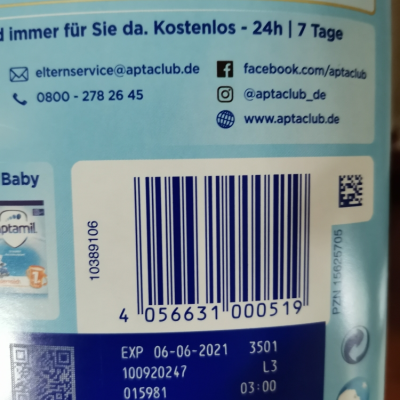 d immer für Sie da. Kostenlos - 24h | 7 Tage
elternservice@aptaclub.de
facebook.com/aptaclub
0800 - 278 26 45
@aptaclub_de
www.aptaclub.de
Baby
ptamil
10389106
4 056631 000519
PZN 15625705
EXP 06-06-2021 3501
100920247 L3
015981 03:00